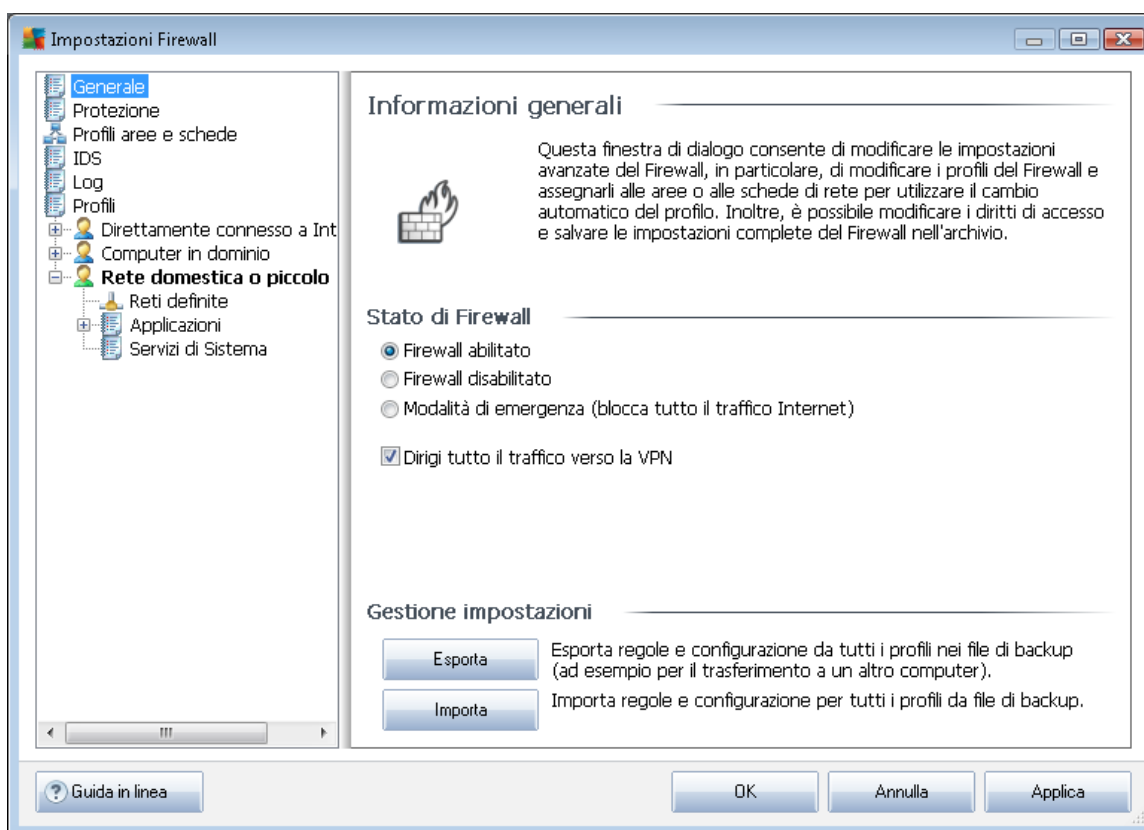 Impostazioni Firewall
Generale
Protezione
Profili aree e schede
IDS
Log
Profili
Direttamente connesso a Int
Computer in dominio
Rete domestica o piccolo
Reti definite
Applicazioni
Servizi di Sistema
Informazioni generali
Questa finestra di dialogo consente di modificare le impostazioni
avanzate del Firewall, in particolare, di modificare i profili del Firewall e
assegnarli alle aree o alle schede di rete per utilizzare il cambio
automatico del profilo. Inoltre, è possibile modificare i diritti di accesso
e salvare le impostazioni complete del Firewall nell'archivio.
Stato di Firewall
Firewall abilitato
Firewall disabilitato
Modalità di emergenza (blocca tutto il traffico Internet)
Dirigi tutto il traffico verso la VPN
Gestione impostazioni
Esporta
Esporta regole e configurazione da tutti i profili nei file di backup
(ad esempio per il trasferimento a un altro computer).
Importa
Importa regole e configurazione per tutti i profili da file di backup.
Guida in linea
OK
Annulla
Applica